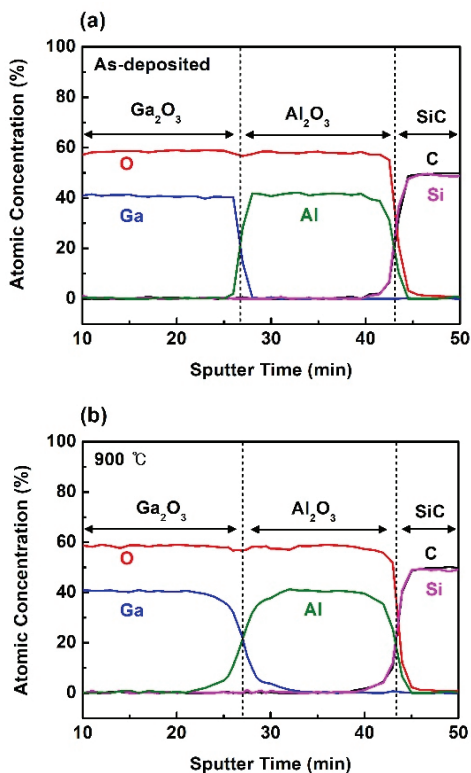 (a)
As-deposited
Ga₂O₃ Al₂O₃ SiC
O
C
Si
Ga
Al
Atomic Concentration (%)
100
80
60
40
20
0
10 20 30 40 50
Sputter Time (min)
(b)
900 ℃
Ga₂O₃ Al₂O₃ SiC
O
C
Si
Ga
Al
Atomic Concentration (%)
100
80
60
40
20
0
10 20 30 40 50
Sputter Time (min)